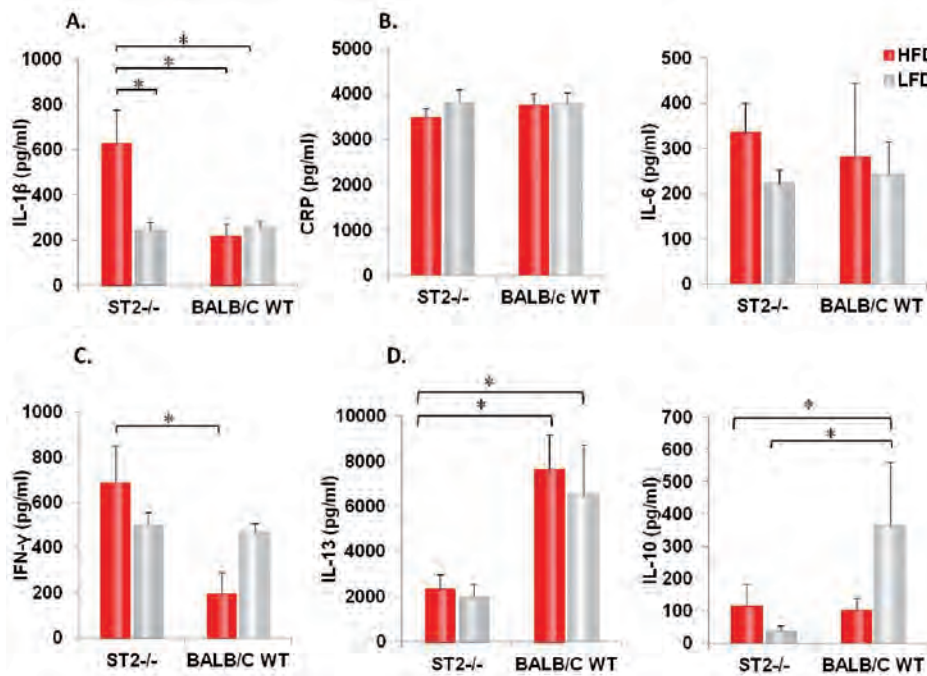 A.
*
*
*
IL-1β (pg/ml)
1000
800
600
400
200
0
ST2-/- BALB/C WT
B.
CRP (pg/ml)
5000
4000
3000
2000
1000
0
ST2-/- BALB/c WT
HFD
LFD
IL-6 (pg/ml)
500
400
300
200
100
0
ST2-/- BALB/C WT
C.
*
IFN-γ (pg/ml)
1000
800
600
400
200
0
ST2-/- BALB/C WT
D.
*
*
IL-13 (pg/ml)
10000
8000
6000
4000
2000
0
ST2-/- BALB/C WT
*
*
IL-10 (pg/ml)
700
600
500
400
300
200
100
0
ST2-/- BALB/C WT